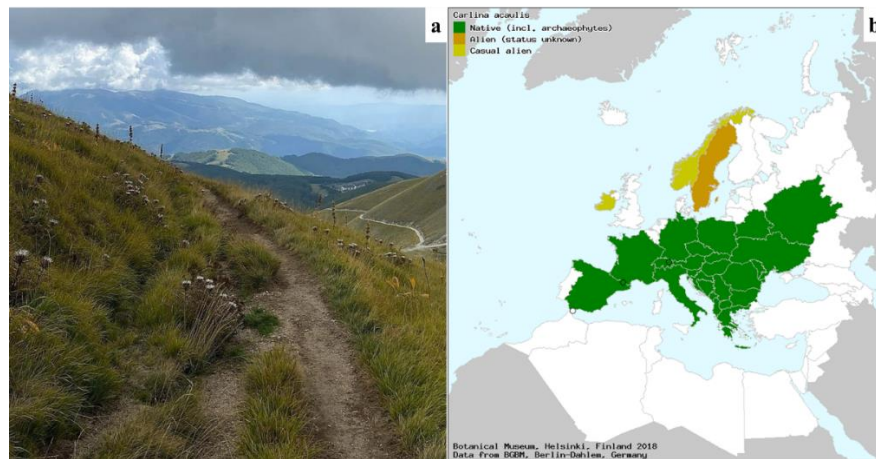 a
Carlina acaulis
Native (incl. archaeophytes)
Alien (status unknown)
Casual alien
b
Botanical Museum, Helsinki, Finland 2018
Data from BGBM, Berlin-Dahlem, Germany